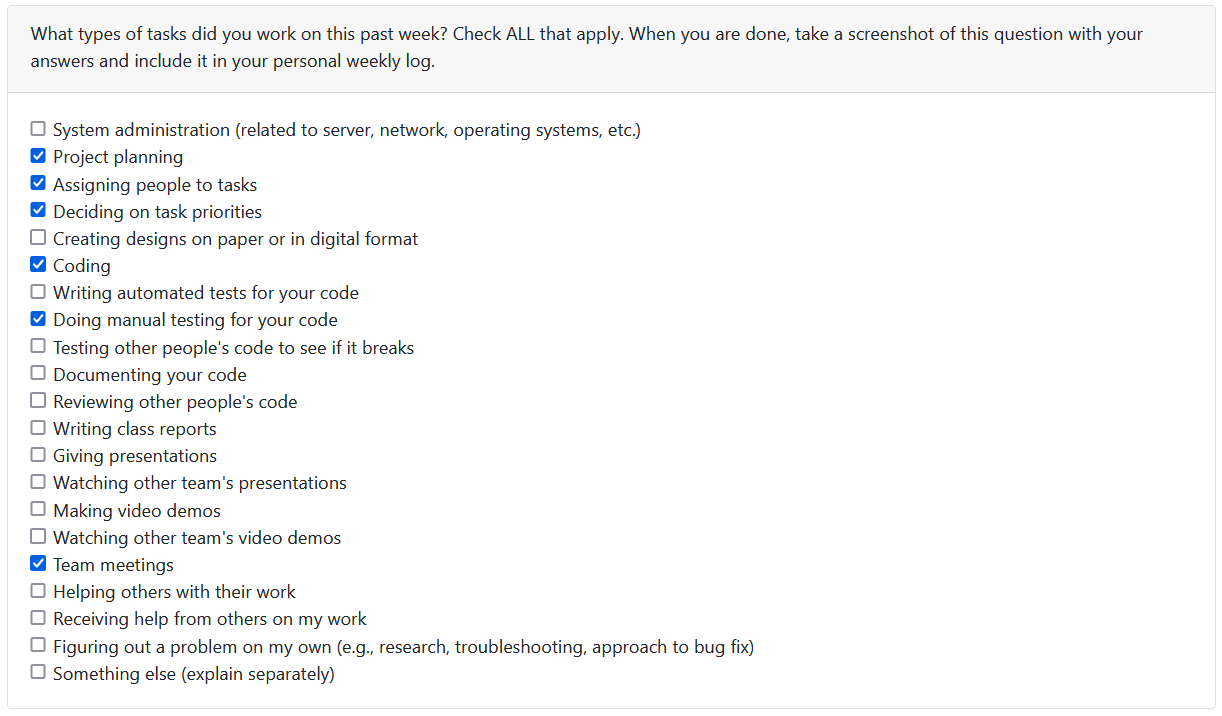 What types of tasks did you work on this past week? Check ALL that apply. When you are done, take a screenshot of this question with your
answers and include it in your personal weekly log.
System administration (related to server, network, operating systems, etc.)
Project planning
Assigning people to tasks
Deciding on task priorities
Creating designs on paper or in digital format
Coding
Writing automated tests for your code
Doing manual testing for your code
Testing other people's code to see if it breaks
Documenting your code
Reviewing other people's code
Writing class reports
Giving presentations
Watching other team's presentations
Making video demos
Watching other team's video demos
Team meetings
Helping others with their work
Receiving help from others on my work
Figuring out a problem on my own (e.g., research, troubleshooting, approach to bug fix)
Something else (explain separately)